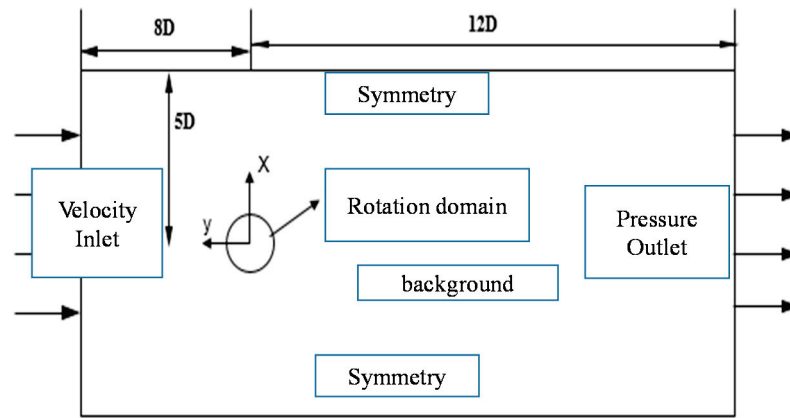 8D
12D
Symmetry
5D
X
Velocity
Inlet
Rotation domain
Pressure
Outlet
y
background
Symmetry